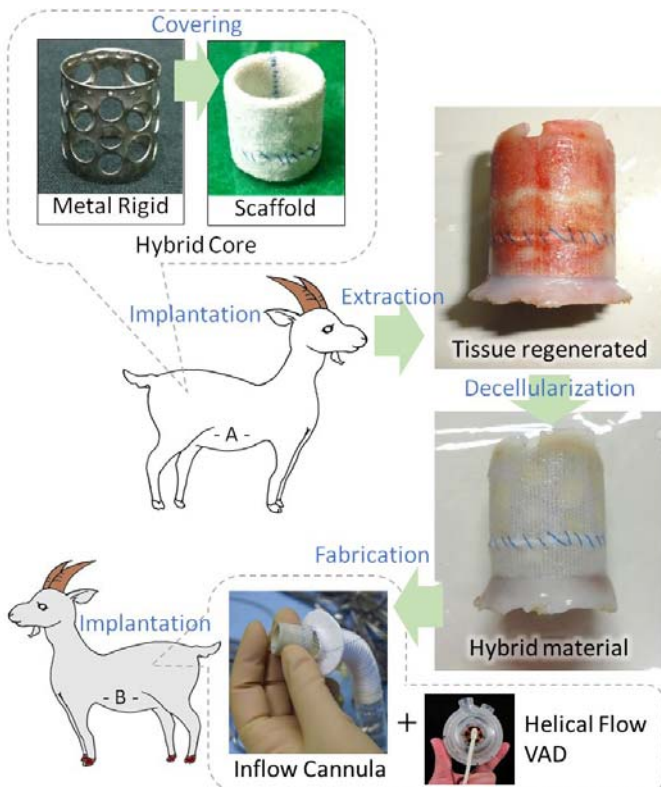 Covering
Metal Rigid
Scaffold
Hybrid Core
Implantation
Extraction
Tissue regenerated
- A -
Decellularization
Hybrid material
Fabrication
Implantation
- B -
Inflow Cannula
+
Helical Flow
VAD